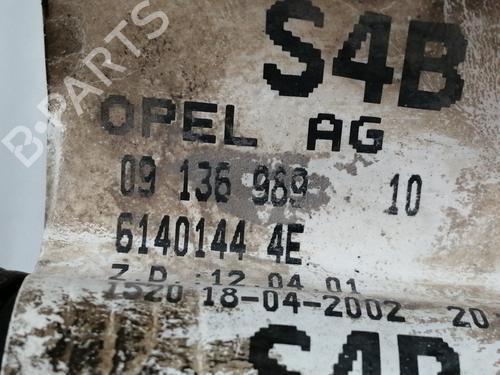 S4B
B-PARTS
OPEL AG
09 136 989 10
6140144 4E
Z.D. :12.04.01
1520 18-04-2002 20
S4B